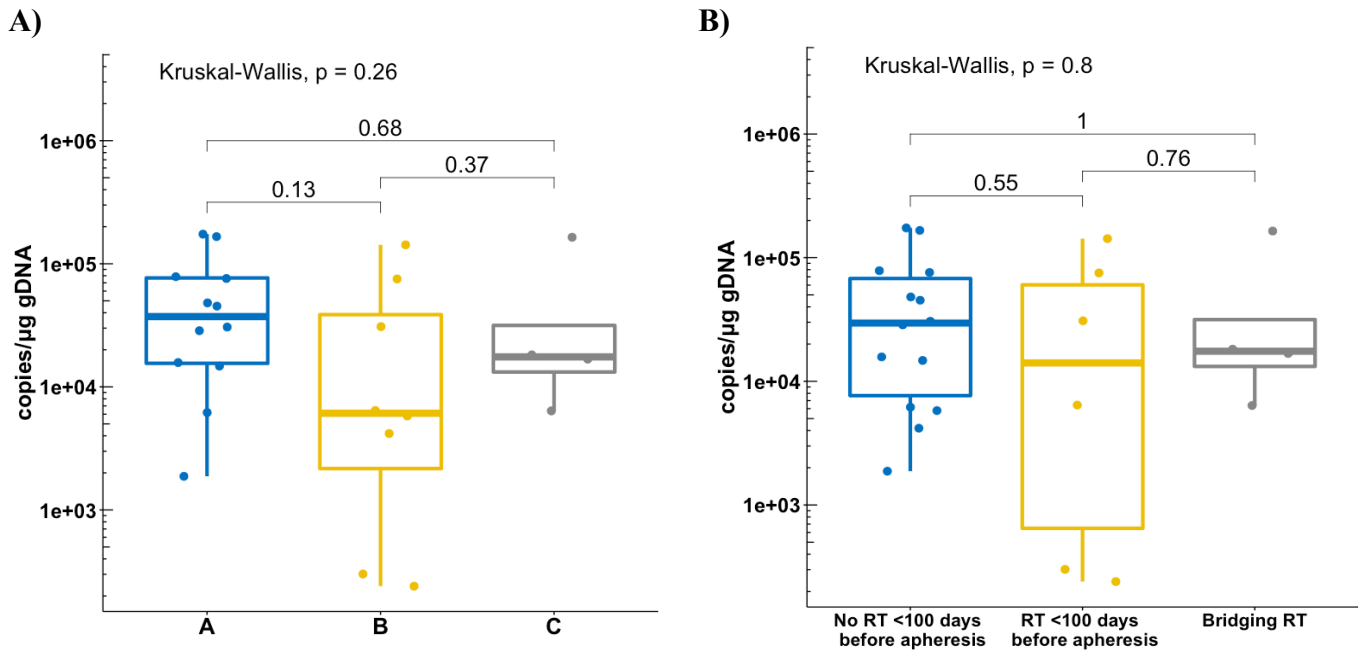 A)
Kruskal-Wallis, p = 0.26
0.68
0.37
0.13
1e+06
1e+05
1e+04
1e+03
copies/µg gDNA
A
B
C
B)
Kruskal-Wallis, p = 0.8
1
0.76
0.55
1e+06
1e+05
1e+04
1e+03
copies/µg gDNA
No RT <100 days
before apheresis
RT <100 days
before apheresis
Bridging RT